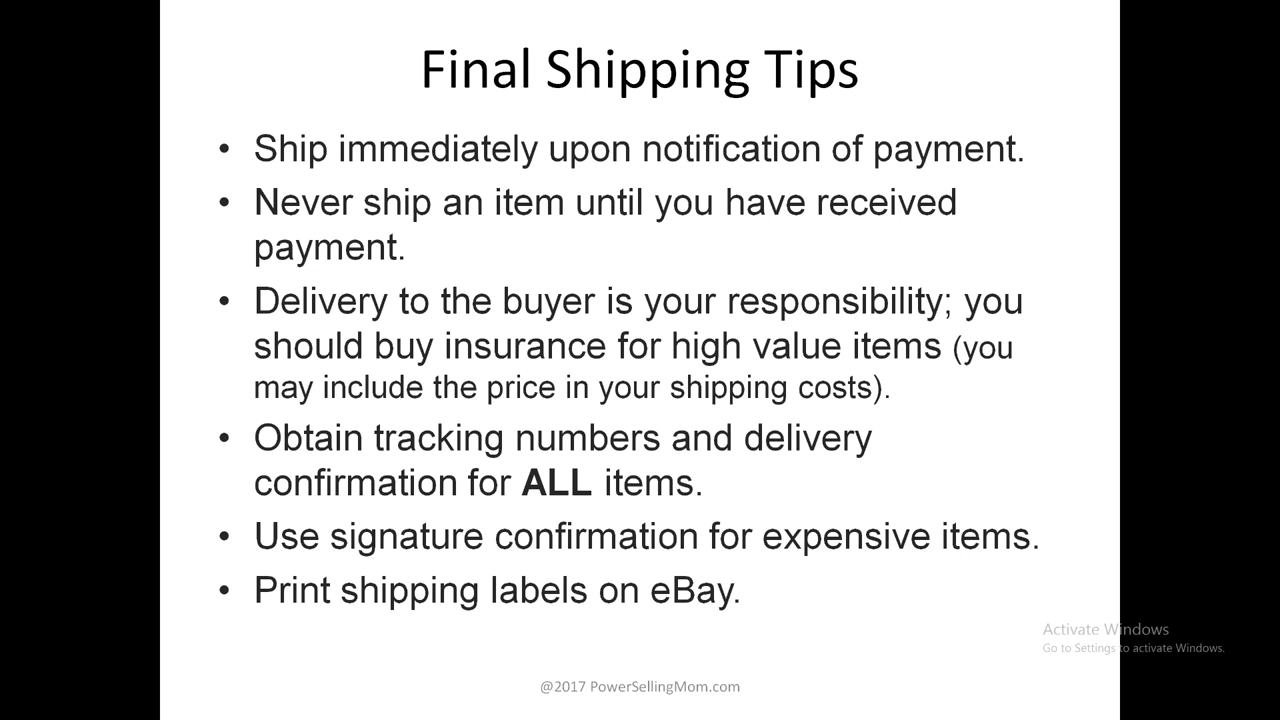 Final Shipping Tips
• Ship immediately upon notification of payment.
• Never ship an item until you have received
payment.
• Delivery to the buyer is your responsibility; you
should buy insurance for high value items (you
may include the price in your shipping costs).
• Obtain tracking numbers and delivery
confirmation for ALL items.
• Use signature confirmation for expensive items.
• Print shipping labels on eBay.
Activate Windows
Go to Settings to activate Windows.
@2017 PowerSellingMom.com